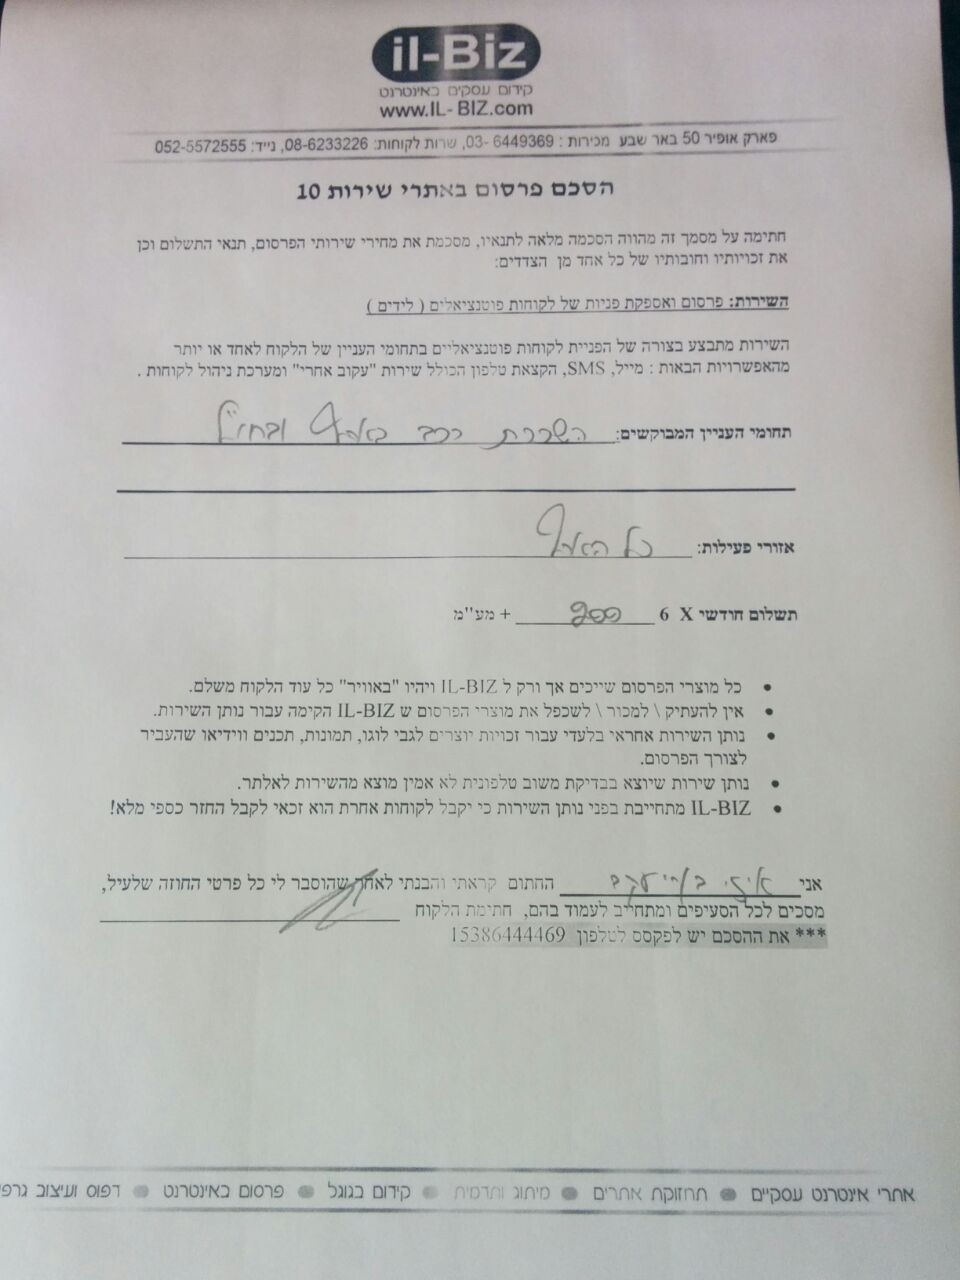 il-Biz
קידום עסקים באינטרנט
www.IL-BIZ.com
פארק אופיר 50 באר שבע מכירות : 03-6449369, שרות לקוחות: 08-6233226, נייד: 052-5572555
הסכם פרסום באתרי שירות 10
חתימה על מסמך זה מהווה הסכמה מלאה לתנאיו, מסכמת את מחירי שירותי הפרסום, תנאי התשלום וכן
את זכויותיו וחובותיו של כל אחד מן הצדדים:
השירות: פרסום ואספקת פניות של לקוחות פוטנציאלים ( לידים )
השירות מתבצע בצורה של הפניית לקוחות פוטנציאליים בתחומי העניין של הלקוח לאחד או יותר
מהאפשרויות הבאות : מייל, SMS, הקצאת טלפון הכולל שירות "עקוב אחרי" ומערכת ניהול לקוחות .
תחומי העניין המבוקשים: השכרת רכב בארץ ובחו"ל
אזורי פעילות: כל הארץ
תשלום חודשי X 6 + מע"מ
• כל מוצרי הפרסום שייכים אך ורק ל IL-BIZ ויהיו "באוויר" כל עוד הלקוח משלם.
• אין להעתיק \ למכור \ לשכפל את מוצרי הפרסום ש IL-BIZ הקימה עבור נותן השירות.
• נותן השירות אחראי בלעדי עבור זכויות יוצרים לגבי לוגו, תמונות, תכנים ווידיאו שהעביר
לצורך הפרסום.
• נותן שירות שיוצא בבדיקת משוב טלפונית לא אמין מוצא מהשירות לאלתר.
• IL-BIZ מתחייבת בפני נותן השירות כי יקבל לקוחות אחרת הוא זכאי לקבל החזר כספי מלא!
אני החתום קראתי והבנתי לאחר שהוסבר לי כל פרטי החוזה שלעיל,
מסכים לכל הסעיפים ומתחייב לעמוד בהם, חתימת הלקוח
*** את ההסכם יש לפקסס לטלפון 15386444469
אתרי אינטרנט עסקיים • תחזוקת אתרים • מיתוג ותדמית • קידום בגוגל • פרסום באינטרנט • דפוס ועיצוב גרפי